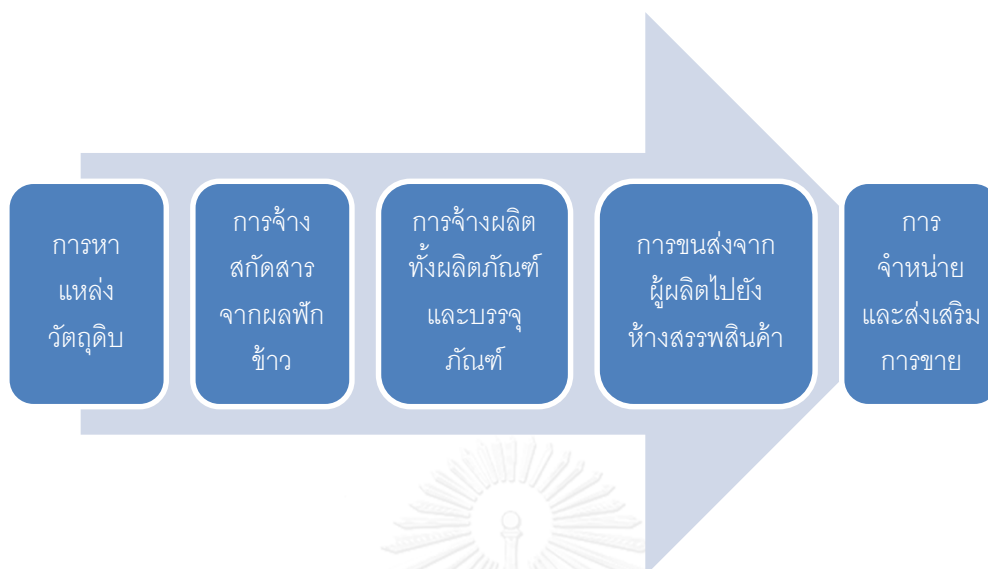 การหา
แหล่ง
วัตถุดิบ
การจ้าง
สกัดสาร
จากผลฟัก
ข้าว
การจ้างผลิต
ทั้งผลิตภัณฑ์
และบรรจุ
ภัณฑ์
การขนส่งจาก
ผู้ผลิตไปยัง
ห้างสรรพสินค้า
การ
จำหน่าย
และส่งเสริม
การขาย